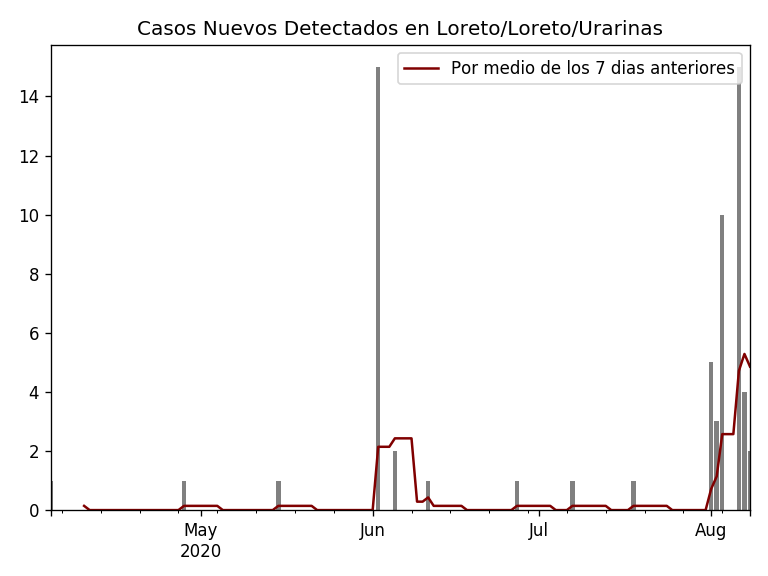 Casos Nuevos Detectados en Loreto/Loreto/Urarinas
Por medio de los 7 dias anteriores
14
12
10
8
6
4
2
0
May
2020
Jun
Jul
Aug